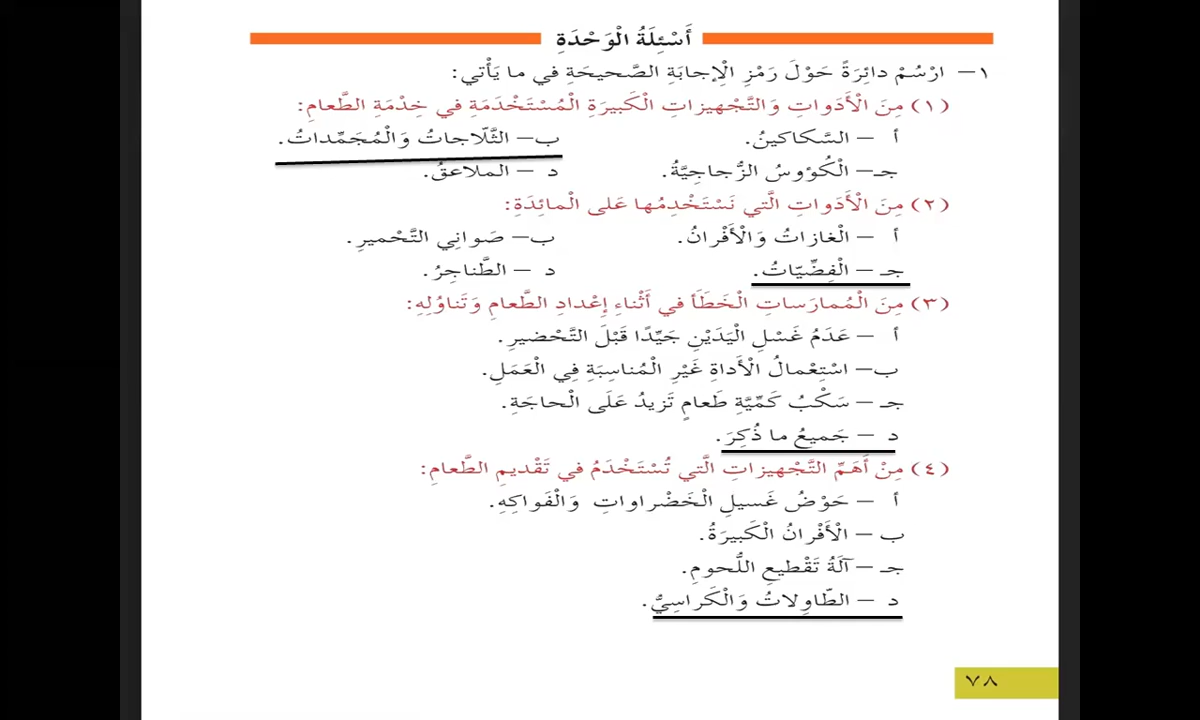 أَسْئِلَةُ الْوَحْدَةِ
١– ارْسُمْ دائِرَةً حَوْلَ رَمْزِ الْإجابَةِ الصَّحيحَةِ في ما يَأْتي:
(١) مِنَ الْأَدَواتِ وَالتَّجْهيزاتِ الْكَبيرَةِ الْمُسْتَخْدَمَةِ في خِدْمَةِ الطَّعامِ:
أ – السَّكاكينُ. ب– الثَّلّاجاتُ وَالْمُجَمِّداتُ.
جـ– الْكُؤوسُ الزُّجاجِيَّةُ. د – الملاعقُ.
(٢) مِنَ الْأَدَواتِ الَّتي نَسْتَخْدِمُها عَلى الْمائِدَةِ:
أ – الْغازاتُ وَالْأَفْرانُ. ب– صَواني التَّحْميرِ.
جـ – الْفِضِّيّاتُ. د – الطَّناجِرُ.
(٣) مِنَ الْمُمارَساتِ الْخَطَأ في أَثْناءِ إعْدادِ الطَّعامِ وَتَناوُلِهِ:
أ – عَدَمُ غَسْلِ الْيَدَيْنِ جَيِّدًا قَبْلَ التَّحْضيرِ.
ب– اسْتِعْمالُ الْأَداةِ غَيْرِ الْمُناسِبَةِ فِي الْعَمَلِ.
جـ – سَكْبُ كَمِّيَّةِ طَعامٍ تَزيدُ عَلَى الْحاجَةِ.
د – جَميعُ ما ذُكِرَ.
(٤) مِنْ أَهَمِّ التَّجْهيزاتِ الَّتي تُسْتَخْدَمُ في تَقْديمِ الطَّعامِ:
أ – حَوْضُ غَسيلِ الْخَضْراواتِ وَالْفَواكِهِ.
ب – الْأَفْرانُ الْكَبيرَةُ.
جـ – آلَةُ تَقْطيعِ اللُّحومِ.
د – الطّاوِلاتُ وَالْكَراسِيُّ.
٧٨